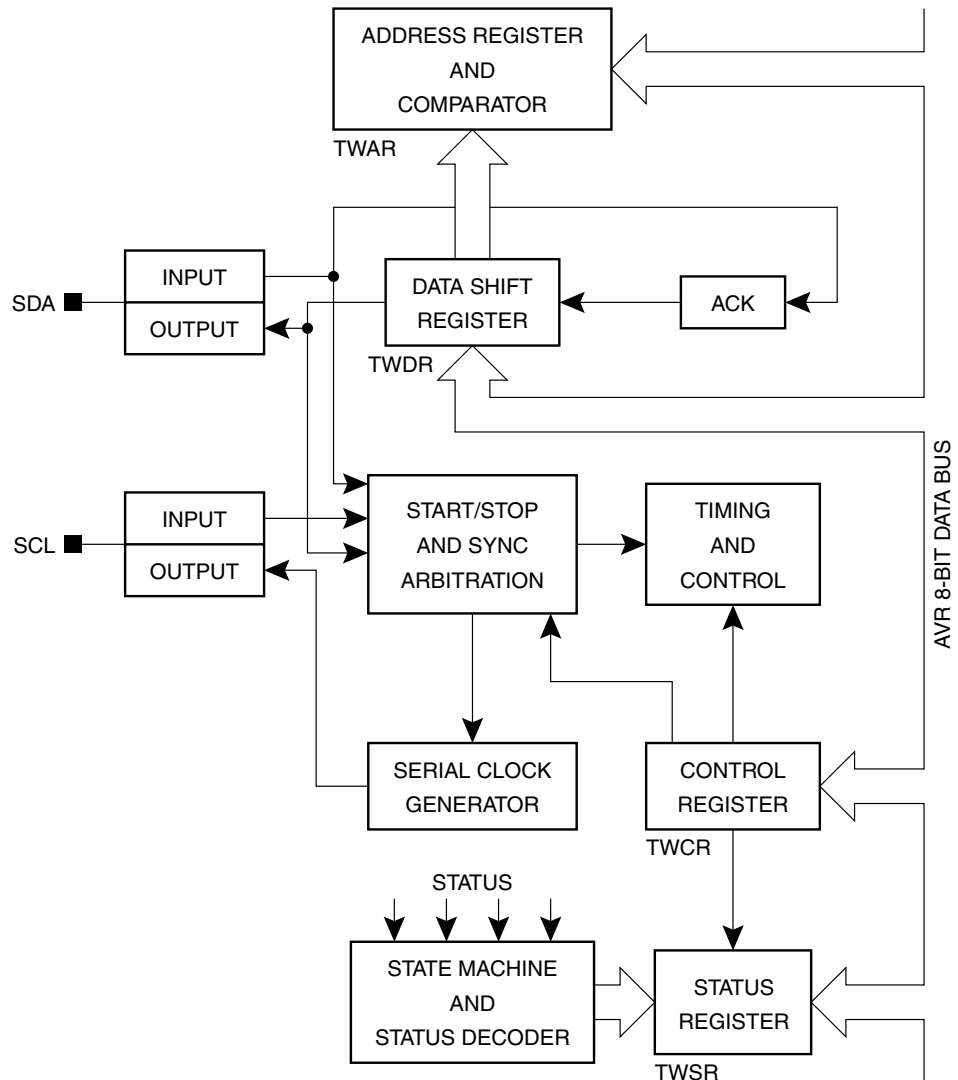 ADDRESS REGISTER
AND
COMPARATOR
TWAR
INPUT
OUTPUT
SDA
DATA SHIFT
REGISTER
TWDR
ACK
INPUT
OUTPUT
SCL
START/STOP
AND SYNC
ARBITRATION
TIMING
AND
CONTROL
AVR 8-BIT DATA BUS
SERIAL CLOCK
GENERATOR
CONTROL
REGISTER
TWCR
STATUS
STATE MACHINE
AND
STATUS DECODER
STATUS
REGISTER
TWSR